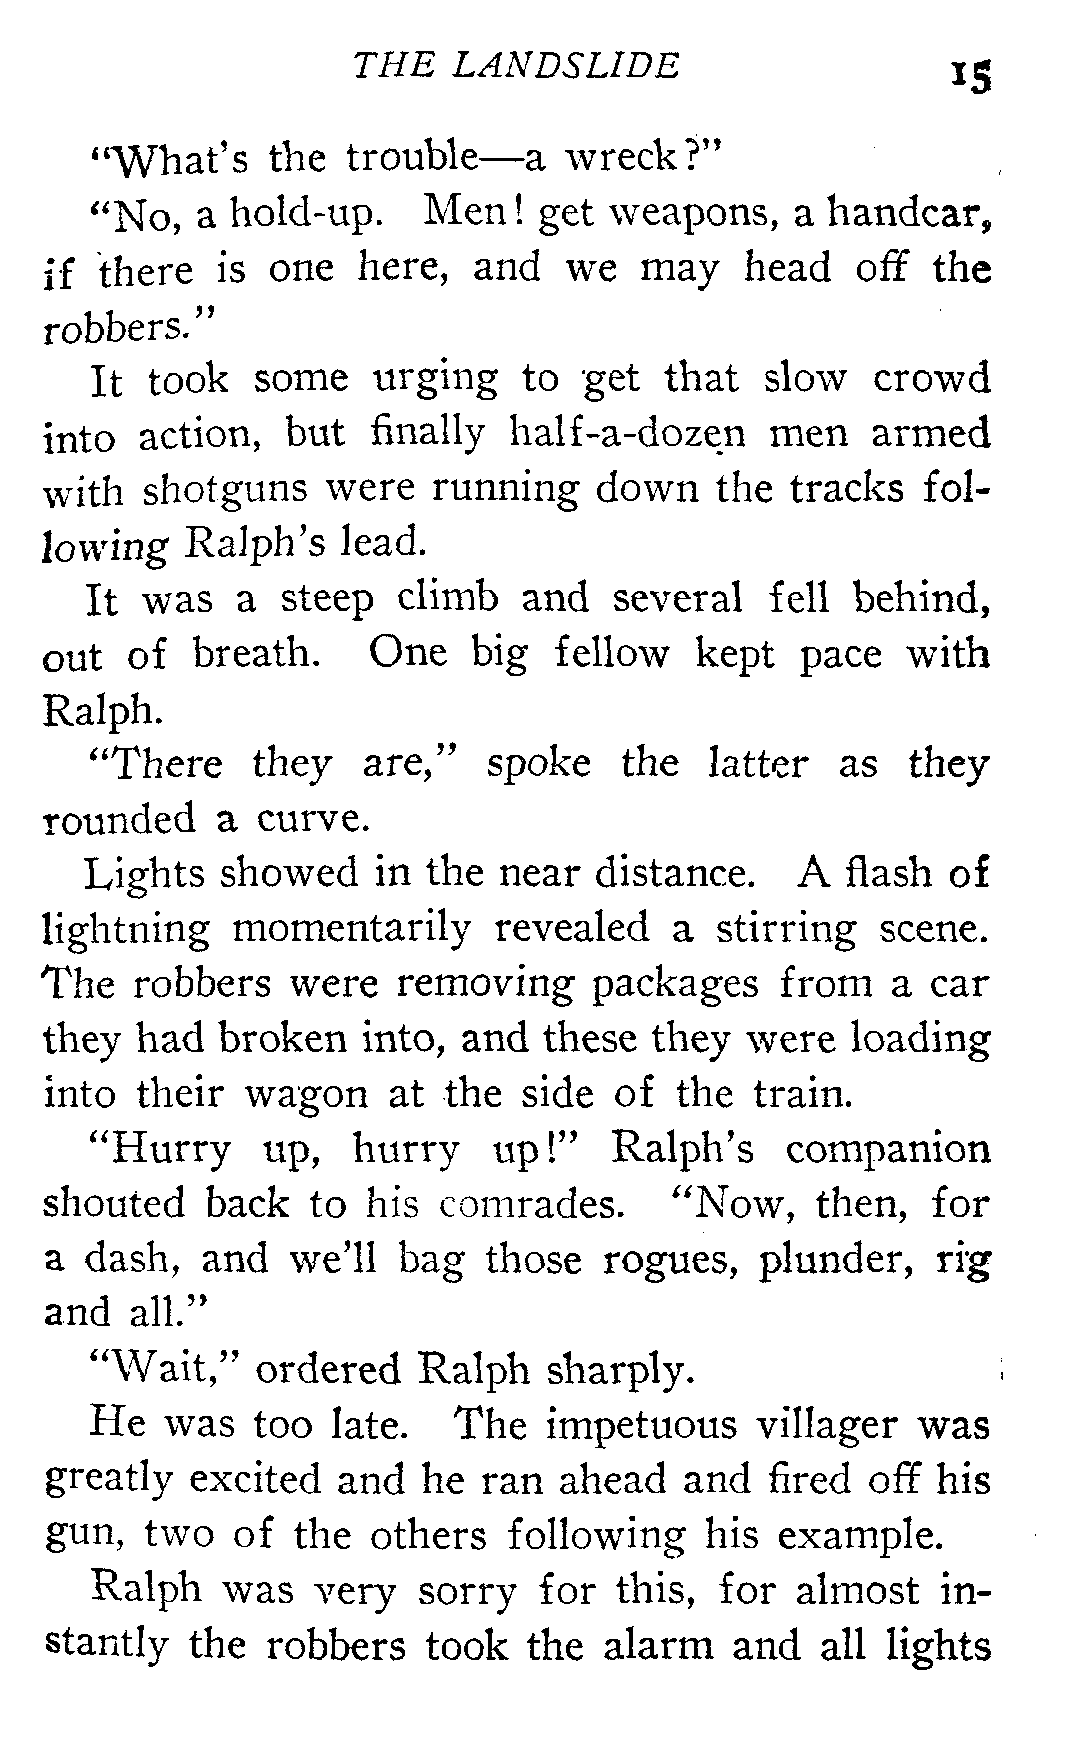 THE LANDSLIDE 15
"What's the trouble—a wreck?"
"No, a hold-up. Men! get weapons, a handcar,
if there is one here, and we may head off the
robbers."
It took some urging to get that slow crowd
into action, but finally half-a-dozen men armed
with shotguns were running down the tracks fol-
lowing Ralph's lead.
It was a steep climb and several fell behind,
out of breath. One big fellow kept pace with
Ralph.
"There they are," spoke the latter as they
rounded a curve.
Lights showed in the near distance. A flash of
lightning momentarily revealed a stirring scene.
The robbers were removing packages from a car
they had broken into, and these they were loading
into their wagon at the side of the train.
"Hurry up, hurry up!" Ralph's companion
shouted back to his comrades. "Now, then, for
a dash, and we'll bag those rogues, plunder, rig
and all."
"Wait," ordered Ralph sharply.
He was too late. The impetuous villager was
greatly excited and he ran ahead and fired off his
gun, two of the others following his example.
Ralph was very sorry for this, for almost in-
stantly the robbers took the alarm and all lights